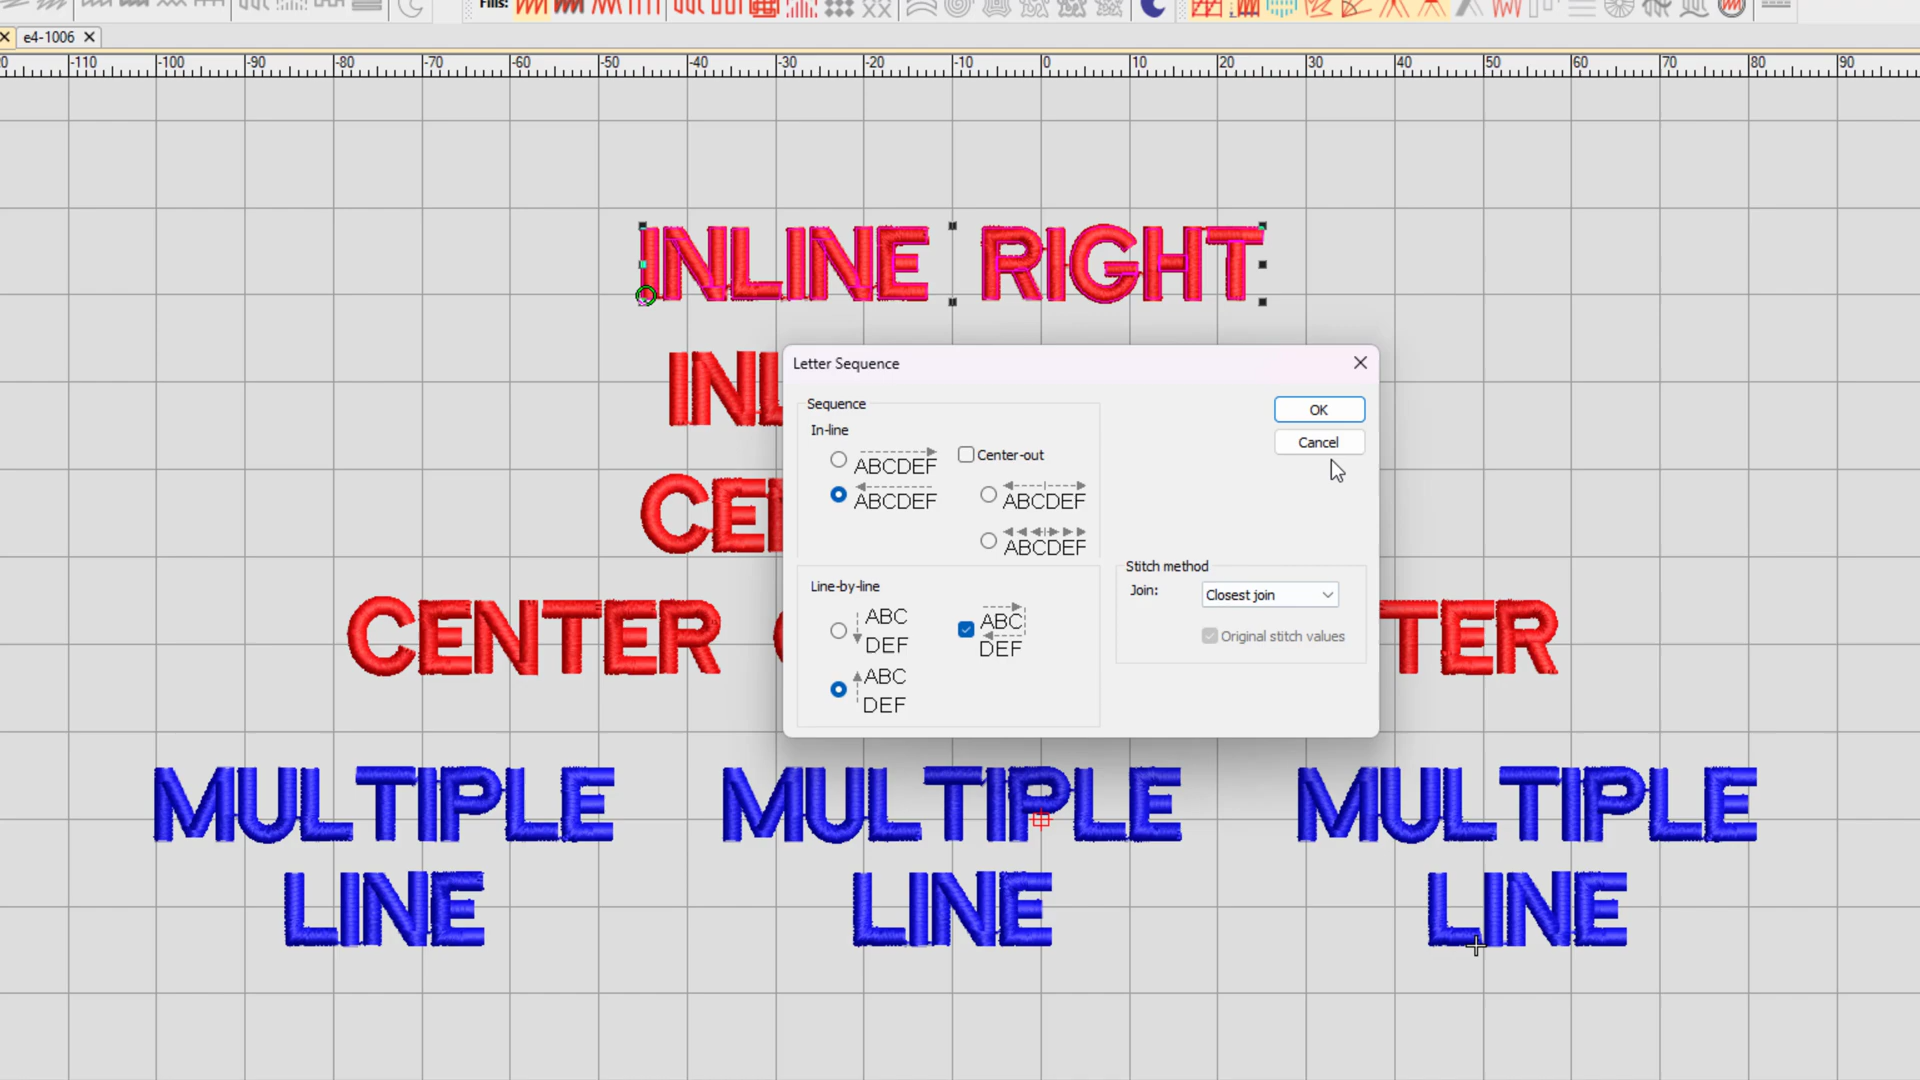 Fills:
e4-1006
-110 -100 -90 -80 -70 -60 -50 -40 -30 -20 -10 0 10 20 30 40 50 60 70 80 90
INLINE RIGHT
Letter Sequence
Sequence
OK
In-line
Cancel
ABCDEF
Center-out
ABCDEF
ABCDEF
ABCDEF
Line-by-line
Stitch method
Join:
Closest join
ABC
DEF
ABC
DEF
Original stitch values
ABC
DEF
CENTER
MULTIPLE MULTIPLE MULTIPLE
LINE LINE LINE